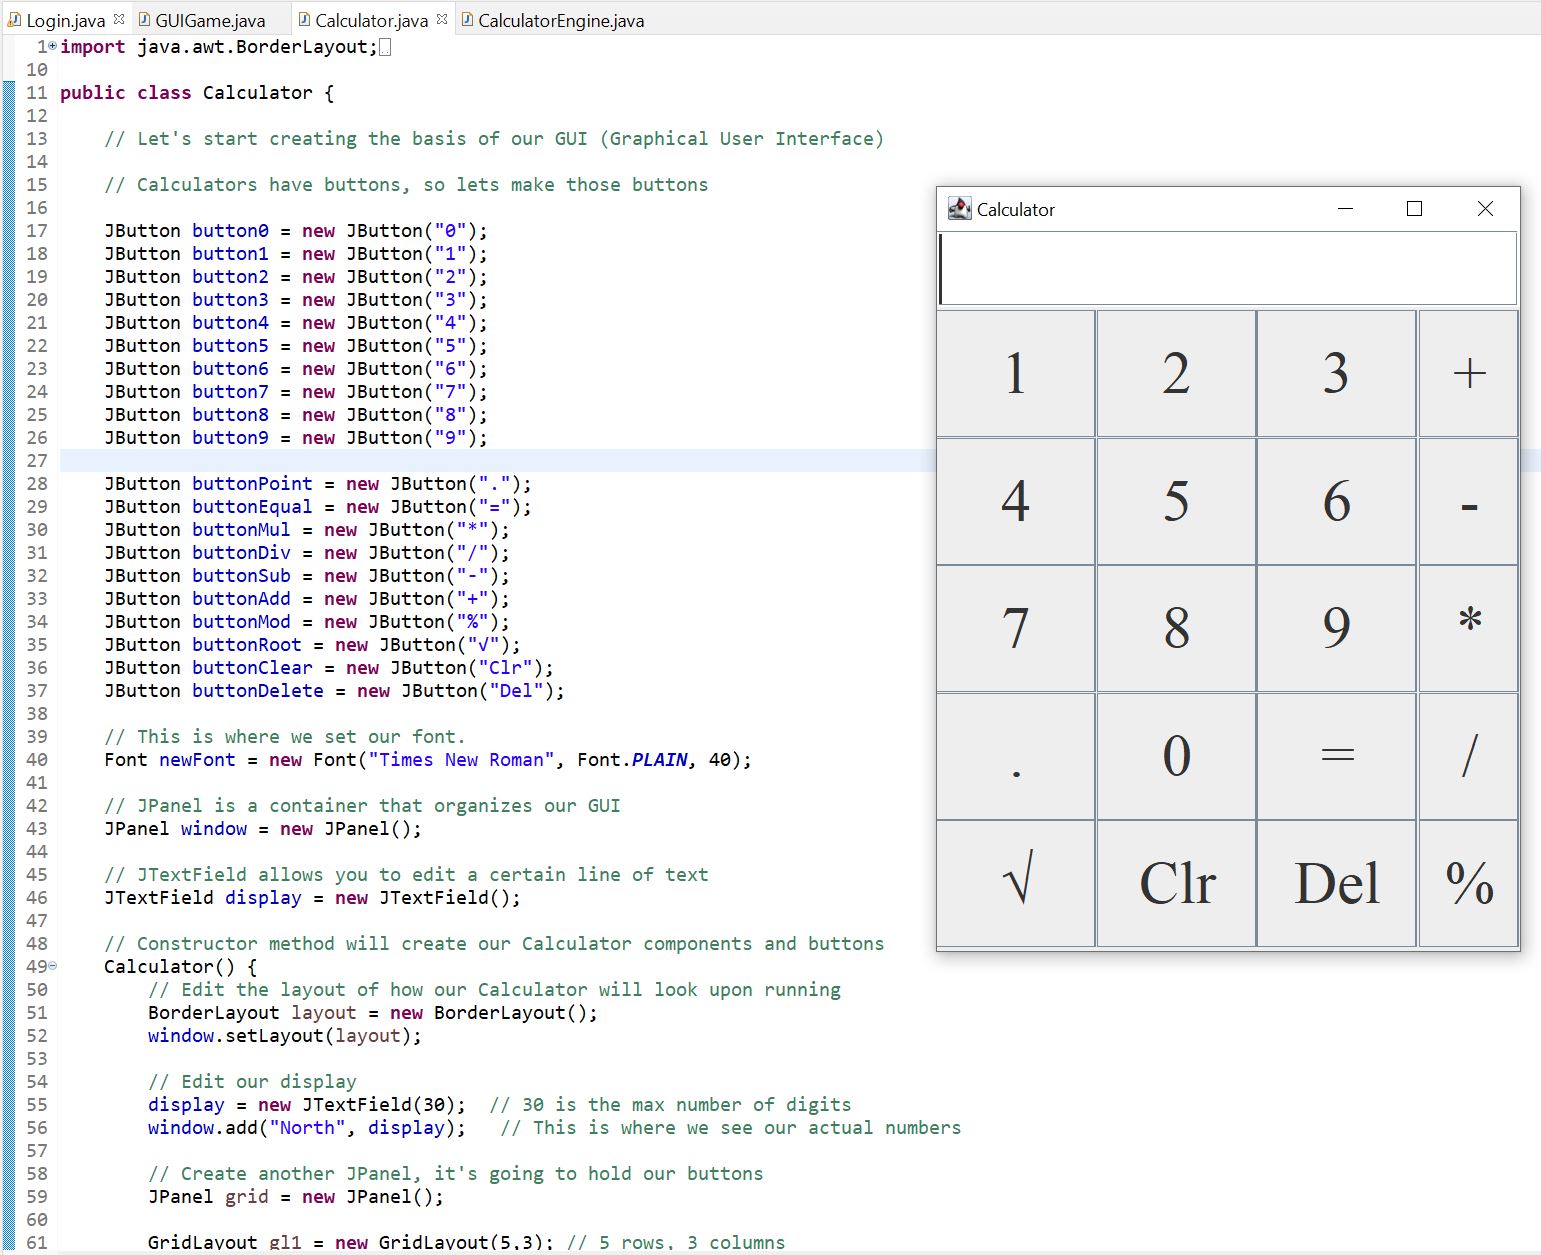 Login.java GUIGame.java Calculator.java CalculatorEngine.java
1 import java.awt.BorderLayout;
10
11 public class Calculator {
12
13 // Let's start creating the basis of our GUI (Graphical User Interface)
14
15 // Calculators have buttons, so lets make those buttons
16
17 JButton button0 = new JButton("0");
18 JButton button1 = new JButton("1");
19 JButton button2 = new JButton("2");
20 JButton button3 = new JButton("3");
21 JButton button4 = new JButton("4");
22 JButton button5 = new JButton("5");
23 JButton button6 = new JButton("6");
24 JButton button7 = new JButton("7");
25 JButton button8 = new JButton("8");
26 JButton button9 = new JButton("9");
27
28 JButton buttonPoint = new JButton(".");
29 JButton buttonEqual = new JButton("=");
30 JButton buttonMul = new JButton("*");
31 JButton buttonDiv = new JButton("/");
32 JButton buttonSub = new JButton("-");
33 JButton buttonAdd = new JButton("+");
34 JButton buttonMod = new JButton("%");
35 JButton buttonRoot = new JButton("√");
36 JButton buttonClear = new JButton("Clr");
37 JButton buttonDelete = new JButton("Del");
38
39 // This is where we set our font.
40 Font newFont = new Font("Times New Roman", Font.PLAIN, 40);
41
42 // JPanel is a container that organizes our GUI
43 JPanel window = new JPanel();
44
45 // JTextField allows you to edit a certain line of text
46 JTextField display = new JTextField();
47
48 // Constructor method will create our Calculator components and buttons
49 Calculator() {
50 // Edit the layout of how our Calculator will look upon running
51 BorderLayout layout = new BorderLayout();
52 window.setLayout(layout);
53
54 // Edit our display
55 display = new JTextField(30); // 30 is the max number of digits
56 window.add("North", display); // This is where we see our actual numbers
57
58 // Create another JPanel, it's going to hold our buttons
59 JPanel grid = new JPanel();
60
61 GridLayout gl1 = new GridLayout(5,3); // 5 rows, 3 columns
Calculator
1 2 3 +
4 5 6 -
7 8 9 *
. 0 = /
√ Clr Del %